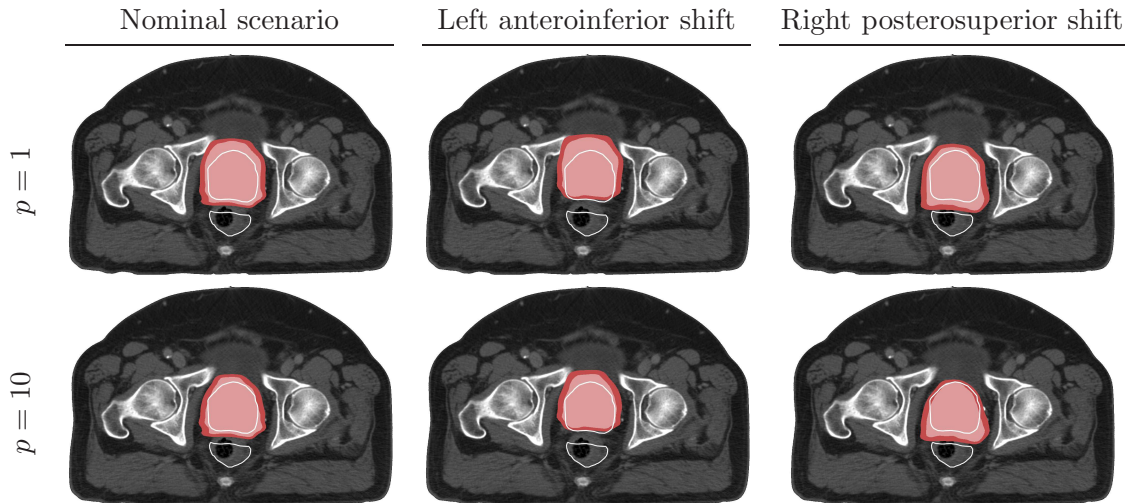 Nominal scenario
Left anteroinferior shift
Right posterosuperior shift
p = 1
p = 10